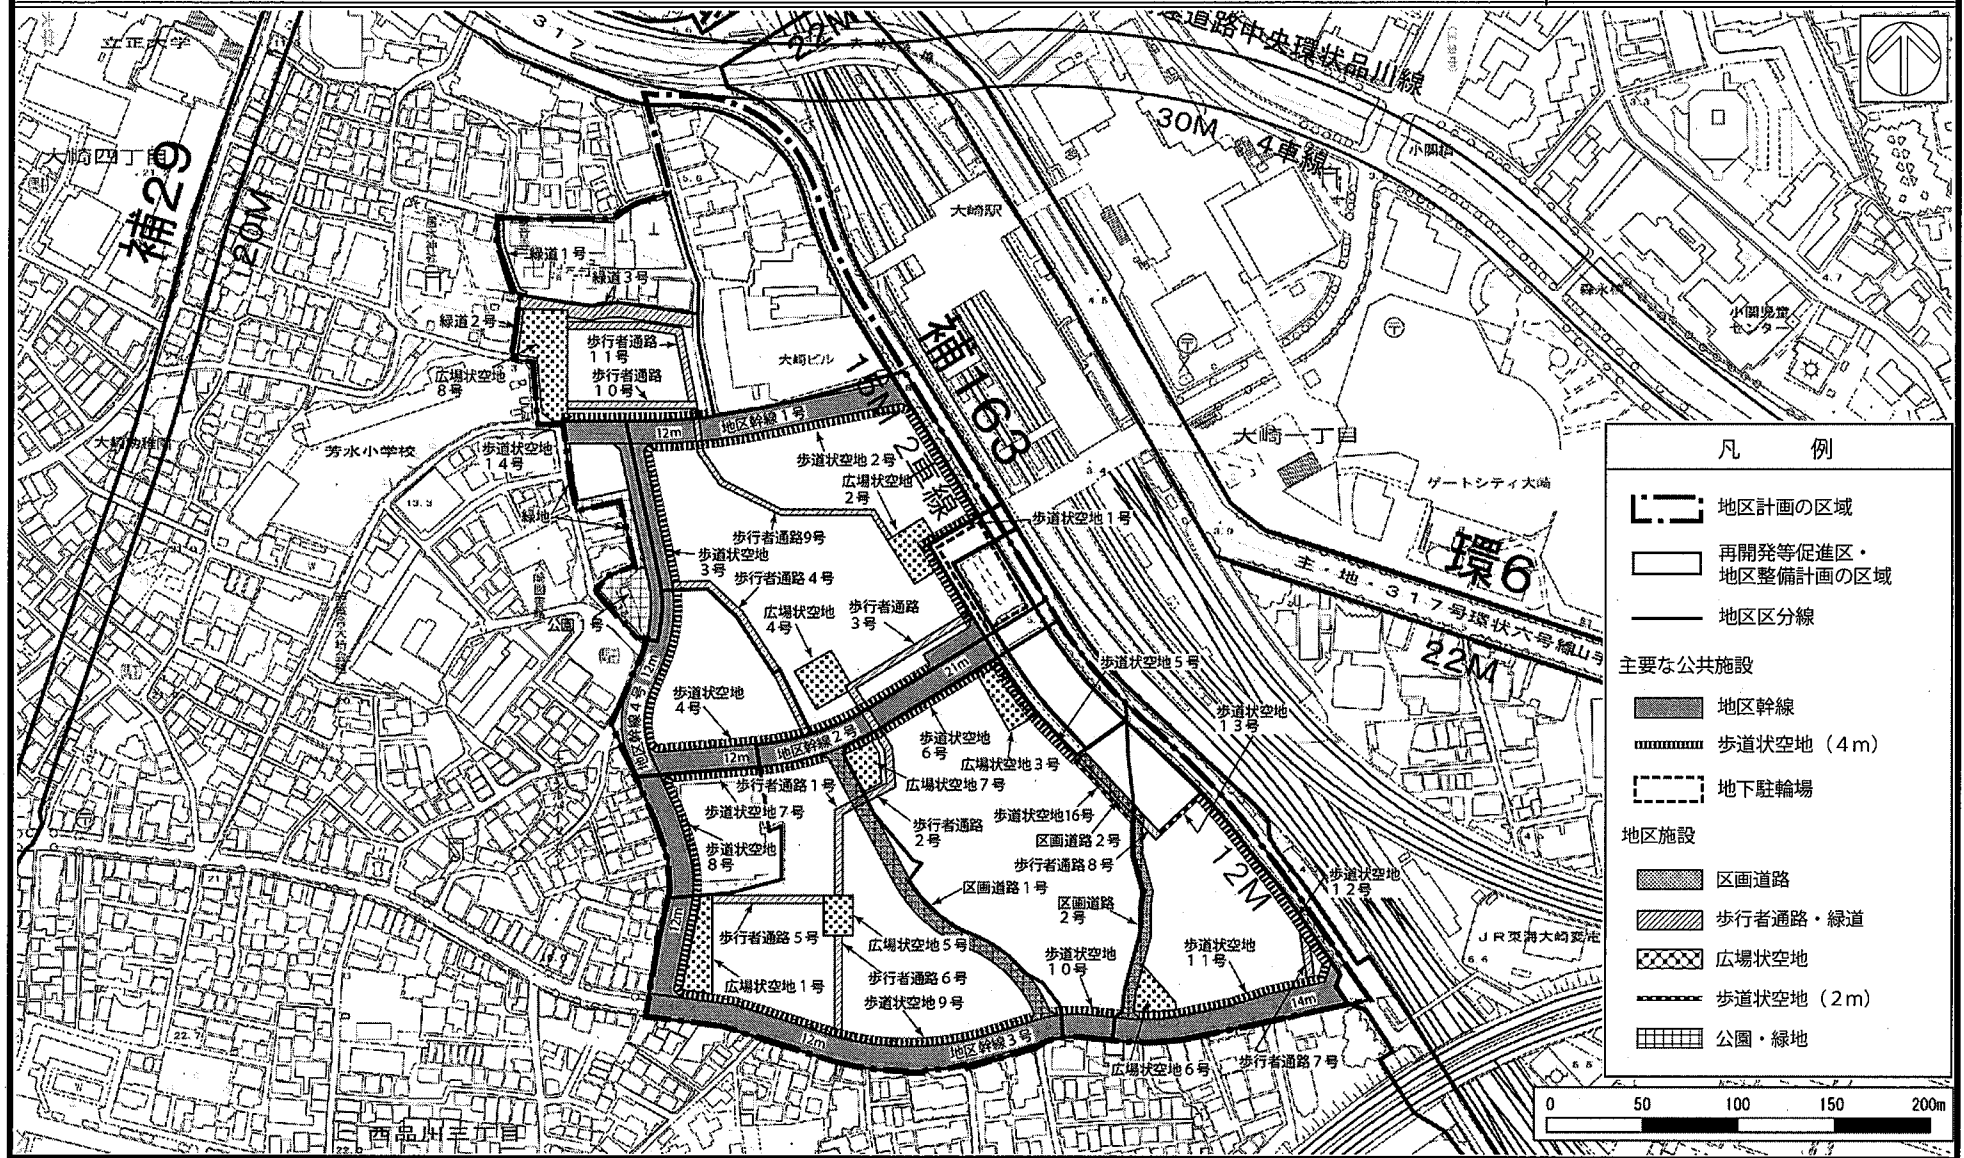 立正大学
317
22M
道路中央環状品川線
大崎四丁目
補29
20M
30M
4車線
小関橋
大崎駅
森永橋
小関児童
センター
緑道1号
緑道3号
緑道2号
歩行者通路
11号
歩行者通路
10号
広場状空地
8号
大崎ビル
補163
2車線
12m
地区幹線1号
大崎一丁目
ゲートシティ大崎
大崎幼稚園
芳水小学校
歩道状空地
14号
歩道状空地2号
広場状空地
2号
緑地
歩行者通路9号
歩道状空地1号
歩道状空地
3号
歩行者通路4号
環6
主・地・317号環状六号線山手
22M
公園1号
広場状空地
4号
歩行者通路
3号
12m
21m
歩道状空地5号
地区幹線4号
歩道状空地
4号
歩道状空地
13号
12m
地区幹線2号
歩道状空地
6号
広場状空地3号
歩行者通路1号
広場状空地7号
歩道状空地7号
歩行者通路
2号
歩道状空地16号
区画道路2号
歩道状空地
8号
歩行者通路8号
12M
区画道路1号
歩道状空地
12号
12m
区画道路
2号
歩行者通路5号
広場状空地5号
歩道状空地
10号
歩道状空地
11号
JR東海大崎変電
広場状空地1号
歩行者通路6号
歩道状空地9号
14m
12m
地区幹線3号
広場状空地6号
歩行者通路7号
西品川三丁目
凡 例
地区計画の区域
再開発等促進区・
地区整備計画の区域
地区区分線
主要な公共施設
地区幹線
歩道状空地(4m)
地下駐輪場
地区施設
区画道路
歩行者通路・緑道
広場状空地
歩道状空地(2m)
公園・緑地
0 50 100 150 200m